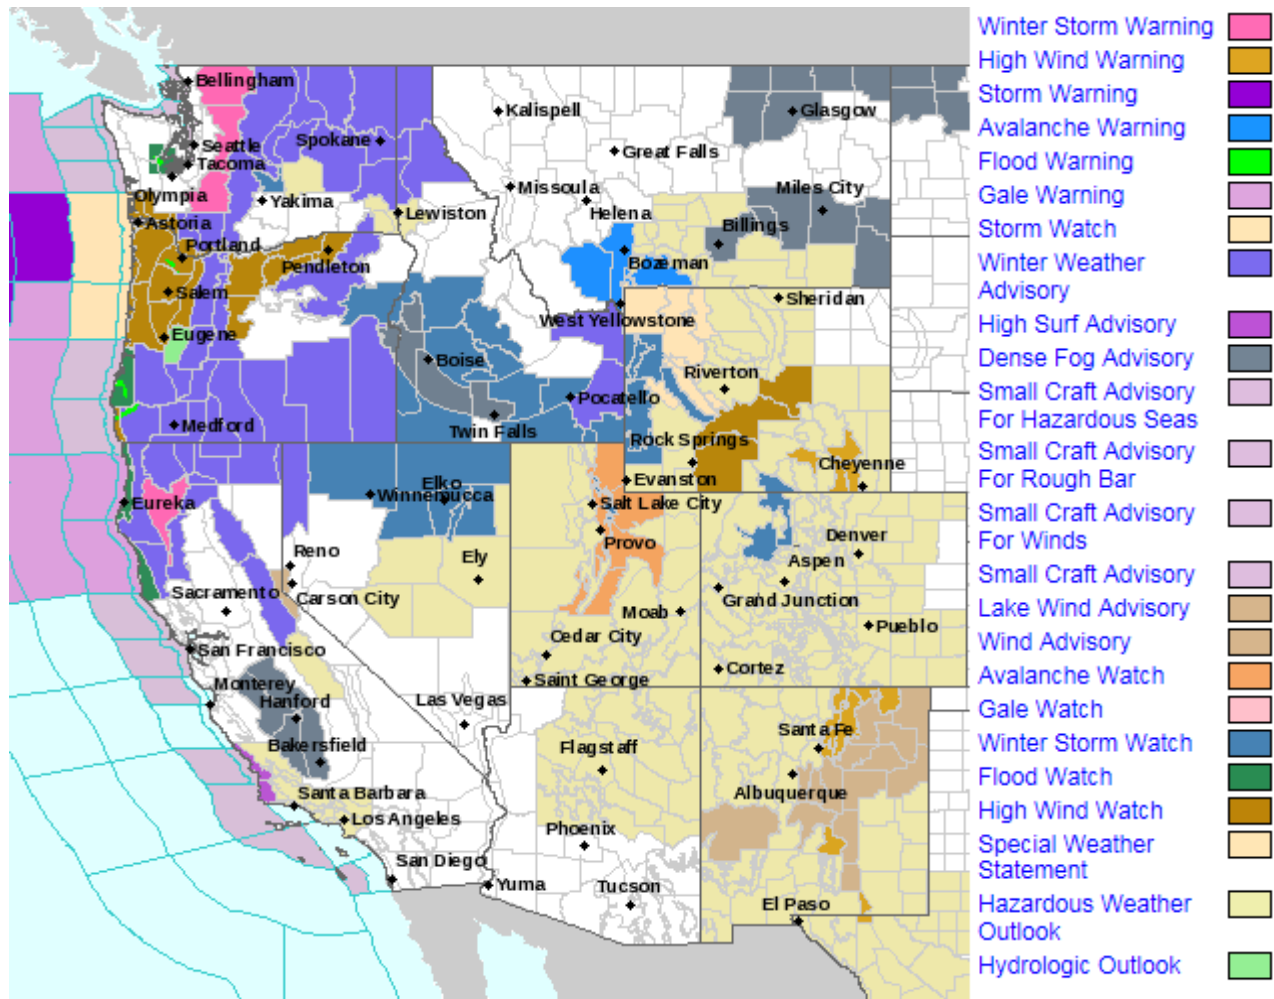 Winter Storm Warning
High Wind Warning
Storm Warning
Avalanche Warning
Flood Warning
Gale Warning
Storm Watch
Winter Weather
Advisory
High Surf Advisory
Dense Fog Advisory
Small Craft Advisory
For Hazardous Seas
Small Craft Advisory
For Rough Bar
Small Craft Advisory
For Winds
Small Craft Advisory
Lake Wind Advisory
Wind Advisory
Avalanche Watch
Gale Watch
Winter Storm Watch
Flood Watch
High Wind Watch
Special Weather
Statement
Hazardous Weather
Outlook
Hydrologic Outlook
Bellingham
Kalispell
Glasgow
Seattle
Spokane
Great Falls
Tacoma
Olympia
Yakima
Missoula
Miles City
Astoria
Lewiston
Helena
Billings
Portland
Pendleton
Bozeman
Salem
Sheridan
Eugene
West Yellowstone
Boise
Riverton
Pocatello
Medford
Twin Falls
Rock Springs
Cheyenne
Evanston
Elko
Winnemucca
Eureka
Salt Lake City
Provo
Denver
Reno
Ely
Aspen
Sacramento
Carson City
Grand Junction
Moab
Pueblo
Cedar City
San Francisco
Cortez
Saint George
Monterey
Hanford
Las Vegas
Santa Fe
Bakersfield
Flagstaff
Albuquerque
Santa Barbara
Los Angeles
Phoenix
San Diego
Yuma
Tucson
El Paso